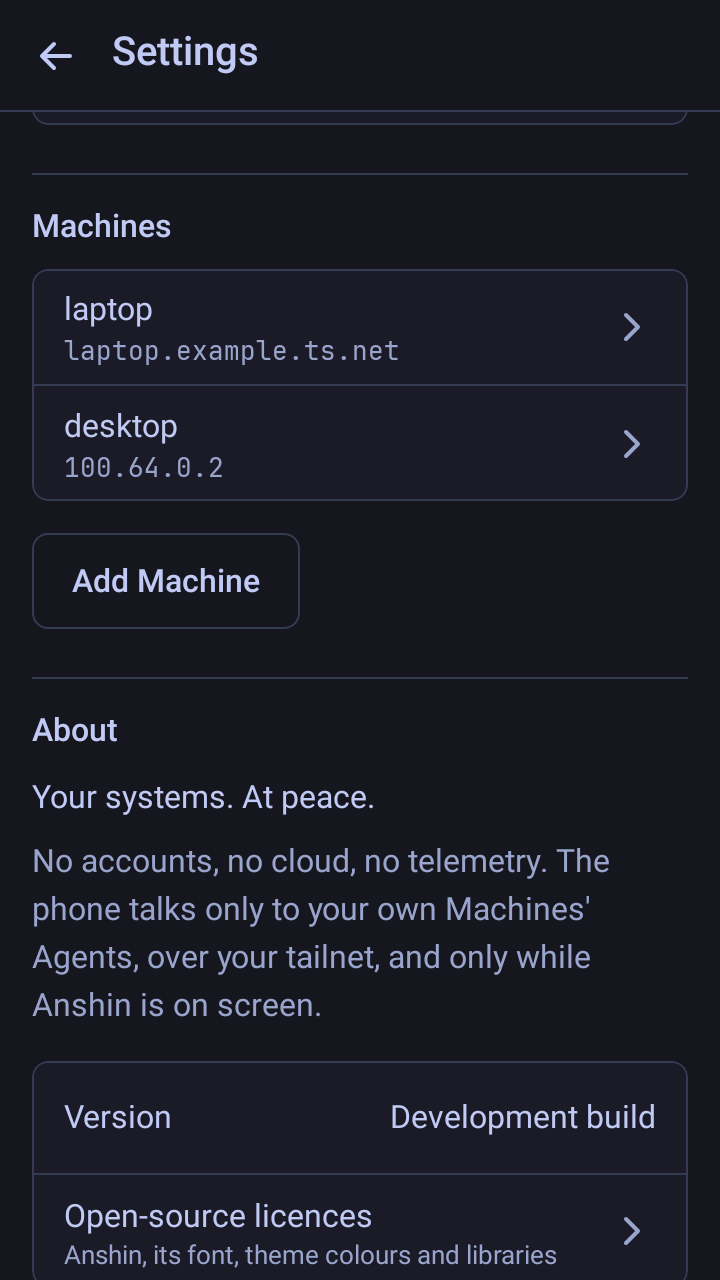 Settings
Machines
laptop
laptop.example.ts.net
desktop
100.64.0.2
Add Machine
About
Your systems. At peace.
No accounts, no cloud, no telemetry. The
phone talks only to your own Machines'
Agents, over your tailnet, and only while
Anshin is on screen.
Version Development build
Open-source licences
Anshin, its font, theme colours and libraries